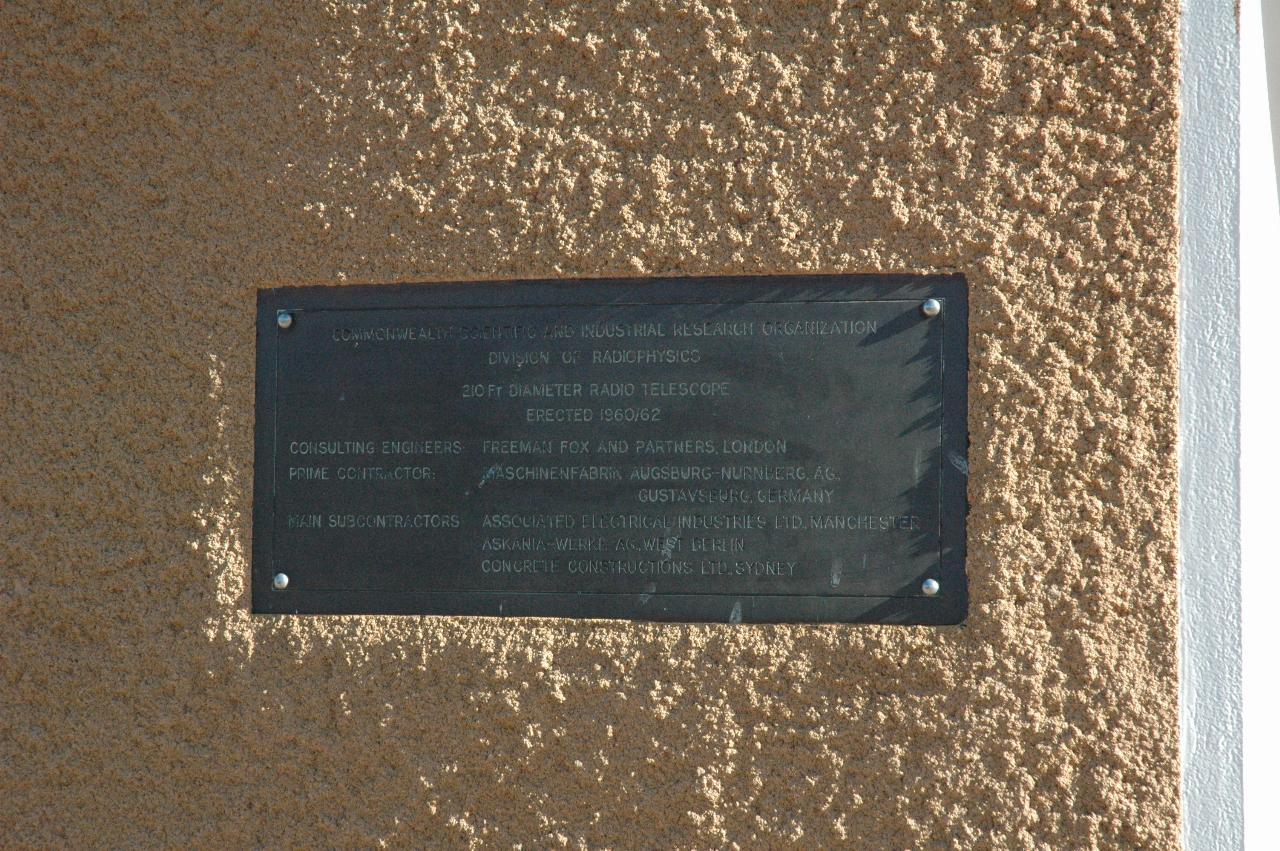 COMMONWEALTH SCIENTIFIC AND INDUSTRIAL RESEARCH ORGANIZATION
DIVISION OF RADIOPHYSICS
210 FT DIAMETER RADIO TELESCOPE
ERECTED 1960/62
CONSULTING ENGINEERS: FREEMAN FOX AND PARTNERS, LONDON
PRIME CONTRACTOR: MASCHINENFABRIK AUGSBURG-NURNBERG, AG.,
GUSTAVSBURG, GERMANY
MAIN SUBCONTRACTORS ASSOCIATED ELECTRICAL INDUSTRIES LTD, MANCHESTER
ASKANIA-WERKE AG, WEST BERLIN
CONCRETE CONSTRUCTIONS LTD, SYDNEY